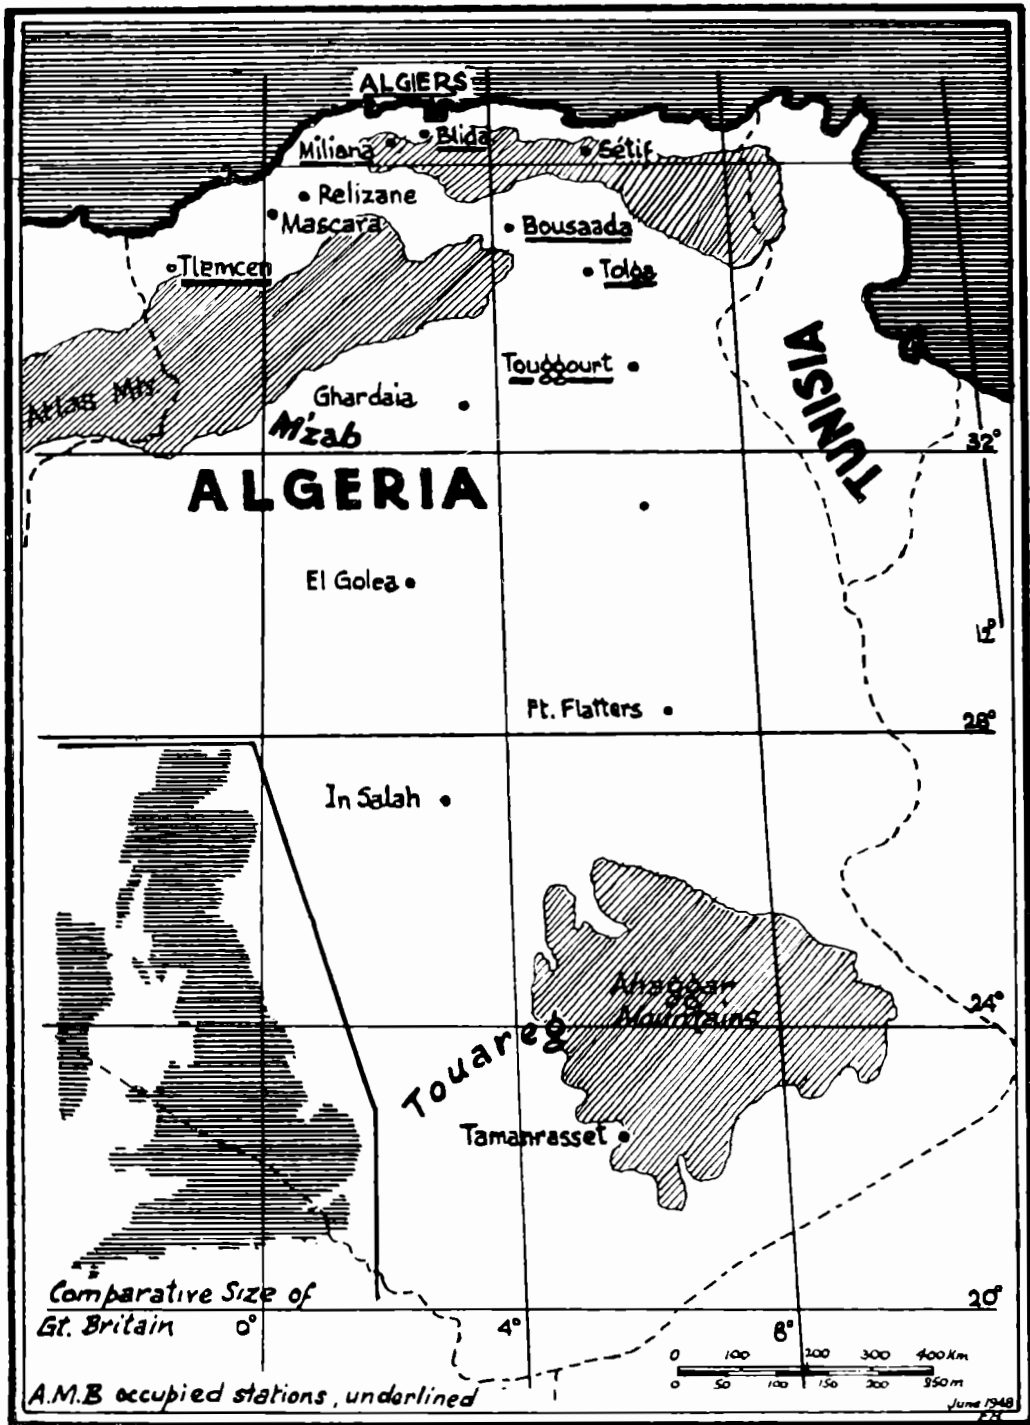 ALGIERS
Blida
Miliana
Sétif
Relizane
Mascara
Bousaada
Tlemcen
Tolga
Touggourt
TUNISIA
Atlas Mts.
Ghardaia
M'zab
32°
ALGERIA
El Golea
12°
Ft. Flatters
28°
In Salah
Ahaggar
Mountains
24°
Touareg
Tamanrasset
Comparative Size of
Gt. Britain
0°
4°
8°
20°
0 100 200 300 400 Km
0 50 100 150 200 250 m
A.M.B occupied stations, underlined
June 1948